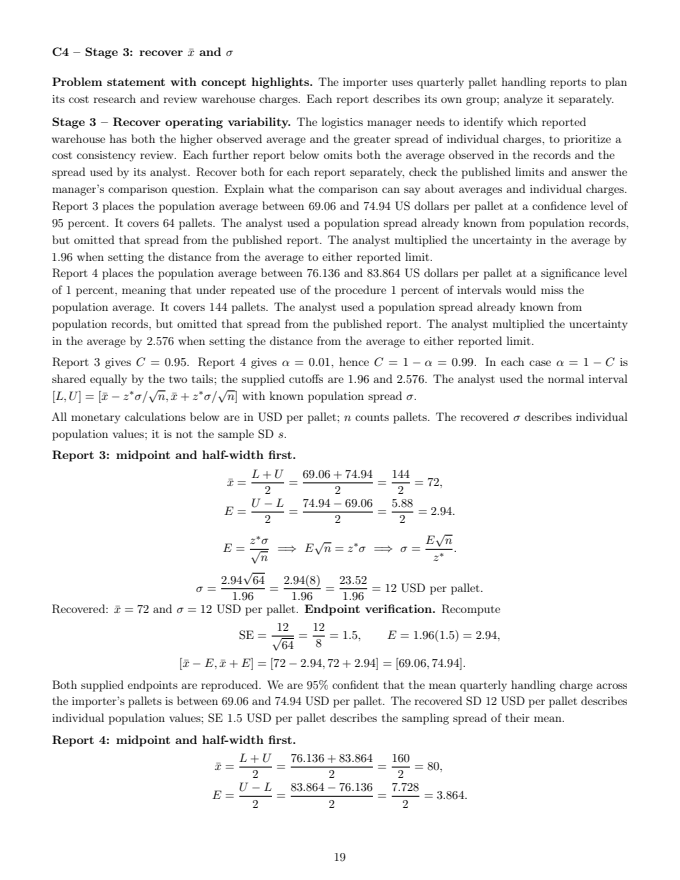 C4 – Stage 3: recover x̄ and σ
Problem statement with concept highlights. The importer uses quarterly pallet handling reports to plan
its cost research and review warehouse charges. Each report describes its own group; analyze it separately.
Stage 3 – Recover operating variability. The logistics manager needs to identify which reported
warehouse has both the higher observed average and the greater spread of individual charges, to prioritize a
cost consistency review. Each further report below omits both the average observed in the records and the
spread used by its analyst. Recover both for each report separately, check the published limits and answer the
manager's comparison question. Explain what the comparison can say about averages and individual charges.
Report 3 places the population average between 69.06 and 74.94 US dollars per pallet at a confidence level of
95 percent. It covers 64 pallets. The analyst used a population spread already known from population records,
but omitted that spread from the published report. The analyst multiplied the uncertainty in the average by
1.96 when setting the distance from the average to either reported limit.
Report 4 places the population average between 76.136 and 83.864 US dollars per pallet at a significance level
of 1 percent, meaning that under repeated use of the procedure 1 percent of intervals would miss the
population average. It covers 144 pallets. The analyst used a population spread already known from
population records, but omitted that spread from the published report. The analyst multiplied the uncertainty
in the average by 2.576 when setting the distance from the average to either reported limit.
Report 3 gives C = 0.95. Report 4 gives α = 0.01, hence C = 1 − α = 0.99. In each case α = 1 − C is
shared equally by the two tails; the supplied cutoffs are 1.96 and 2.576. The analyst used the normal interval
[L, U] = [x̄ − z*σ/√n, x̄ + z*σ/√n] with known population spread σ.
All monetary calculations below are in USD per pallet; n counts pallets. The recovered σ describes individual
population values; it is not the sample SD s.
Report 3: midpoint and half-width first.
x̄ = (L + U)/2 = (69.06 + 74.94)/2 = 144/2 = 72,
E = (U − L)/2 = (74.94 − 69.06)/2 = 5.88/2 = 2.94.
E = z*σ/√n ⟹ E√n = z*σ ⟹ σ = E√n/z*.
σ = 2.94√64/1.96 = 2.94(8)/1.96 = 23.52/1.96 = 12 USD per pallet.
Recovered: x̄ = 72 and σ = 12 USD per pallet. Endpoint verification. Recompute
SE = 12/√64 = 12/8 = 1.5, E = 1.96(1.5) = 2.94,
[x̄ − E, x̄ + E] = [72 − 2.94, 72 + 2.94] = [69.06, 74.94].
Both supplied endpoints are reproduced. We are 95% confident that the mean quarterly handling charge across
the importer's pallets is between 69.06 and 74.94 USD per pallet. The recovered SD 12 USD per pallet describes
individual population values; SE 1.5 USD per pallet describes the sampling spread of their mean.
Report 4: midpoint and half-width first.
x̄ = (L + U)/2 = (76.136 + 83.864)/2 = 160/2 = 80,
E = (U − L)/2 = (83.864 − 76.136)/2 = 7.728/2 = 3.864.
19